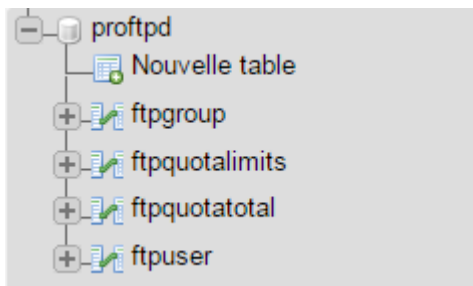 proftpd
Nouvelle table
ftpgroup
ftpquotalimits
ftpquotatotal
ftpuser